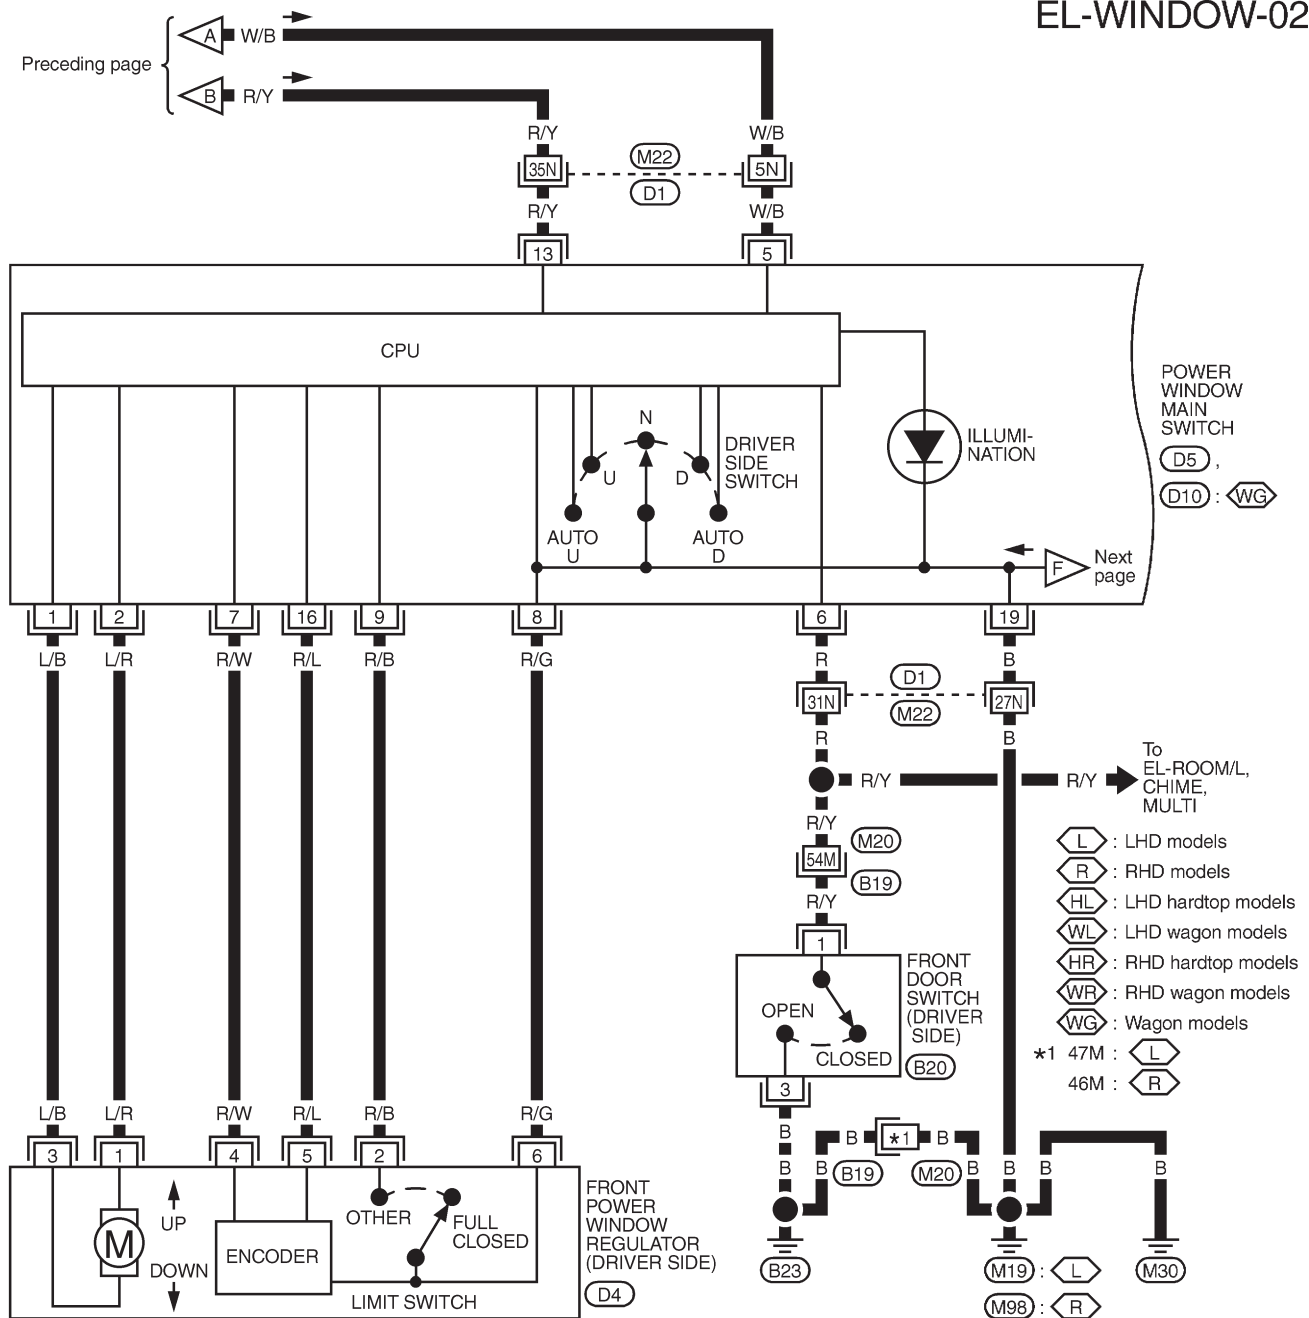 EL-WINDOW-02
Preceding page
A W/B
B R/Y
R/Y W/B
35N M22 5N
D1
R/Y W/B
13 5
CPU
POWER
WINDOW
MAIN
SWITCH
D5 ,
D10 : WG
N
U D
DRIVER
SIDE
SWITCH
AUTO
U
AUTO
D
ILLUMI-
NATION
F Next
page
1 2 7 16 9 8 6 19
L/B L/R R/W R/L R/B R/G R B
31N D1 27N
M22
R B
R/Y R/Y
To
EL-ROOM/L,
CHIME,
MULTI
R/Y
M20
54M
B19
R/Y
1
FRONT
DOOR
SWITCH
(DRIVER
SIDE)
B20
OPEN
CLOSED
3
L : LHD models
R : RHD models
HL : LHD hardtop models
WL : LHD wagon models
HR : RHD hardtop models
WR : RHD wagon models
WG : Wagon models
*1 47M : L
46M : R
L/B L/R R/W R/L R/B R/G
3 1 4 5 2 6
B B *1 B
B B B19 M20 B B B B
UP
M
DOWN
ENCODER
OTHER
FULL
CLOSED
LIMIT SWITCH
FRONT
POWER
WINDOW
REGULATOR
(DRIVER SIDE)
D4
B23
M19 : L
M98 : R
M30